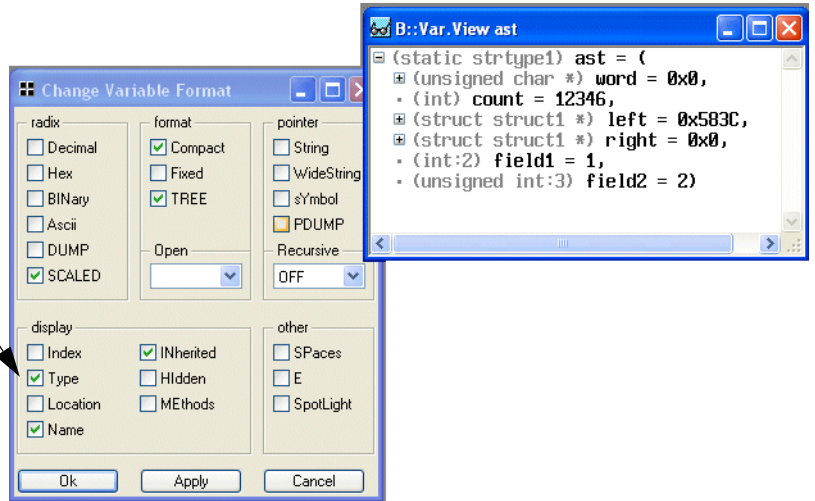 B::Var.View ast
(static strtype1) ast = (
(unsigned char *) word = 0x0,
(int) count = 12346,
(struct struct1 *) left = 0x583C,
(struct struct1 *) right = 0x0,
(int:2) field1 = 1,
(unsigned int:3) field2 = 2)
Change Variable Format
radix
Decimal
Hex
BINary
Ascii
DUMP
SCALED
format
Compact
Fixed
TREE
Open
pointer
String
WideString
sYmbol
PDUMP
Recursive
OFF
display
Index
Type
Location
Name
INherited
HIdden
MEthods
other
SPaces
E
SpotLight
Ok
Apply
Cancel